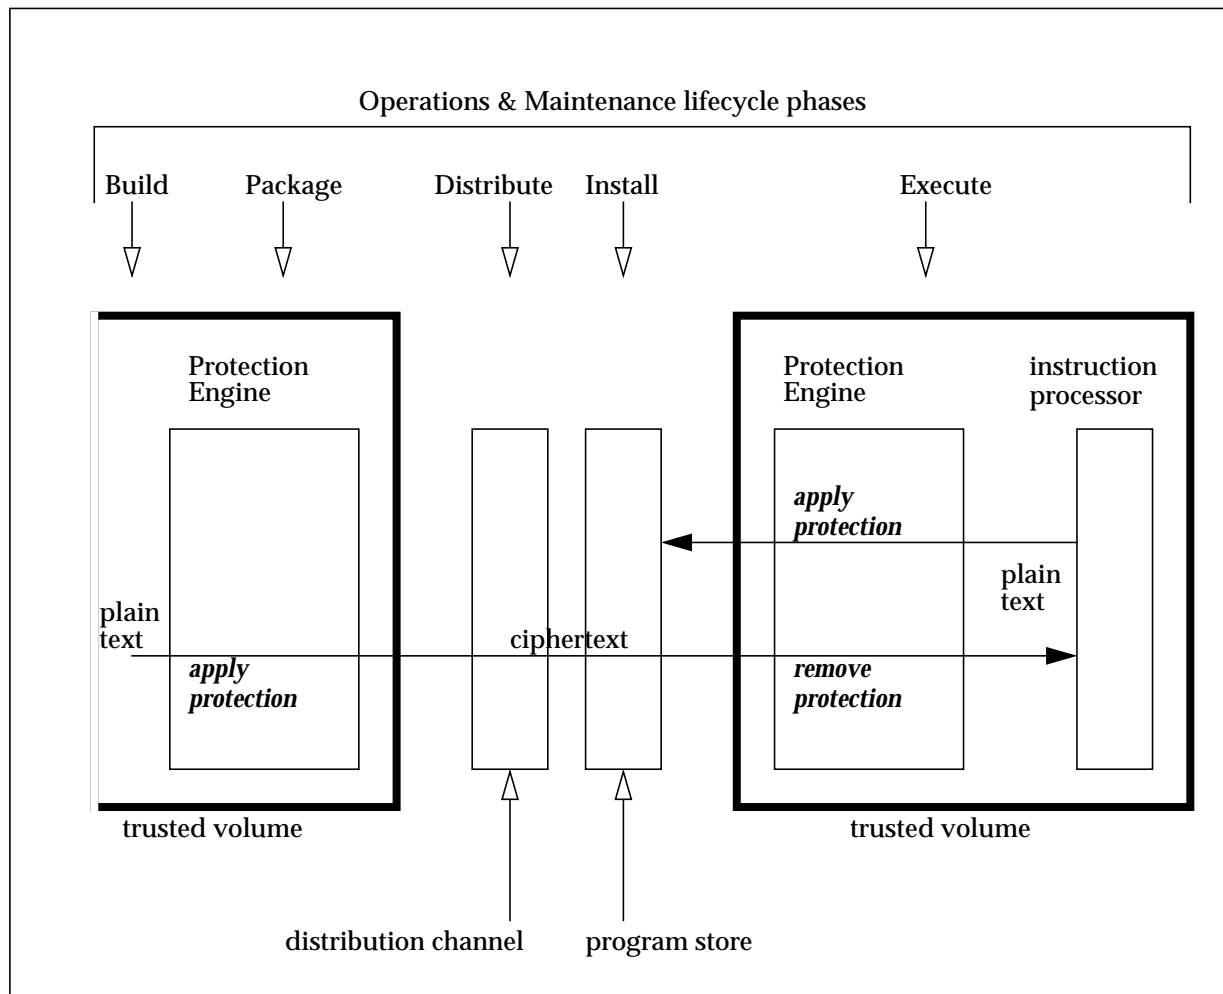 Operations & Maintenance lifecycle phases
Build
Package
Distribute
Install
Execute
Protection
Engine
Protection
Engine
instruction
processor
apply
protection
plain
text
plain
text
ciphertext
apply
protection
remove
protection
trusted volume
trusted volume
distribution channel
program store